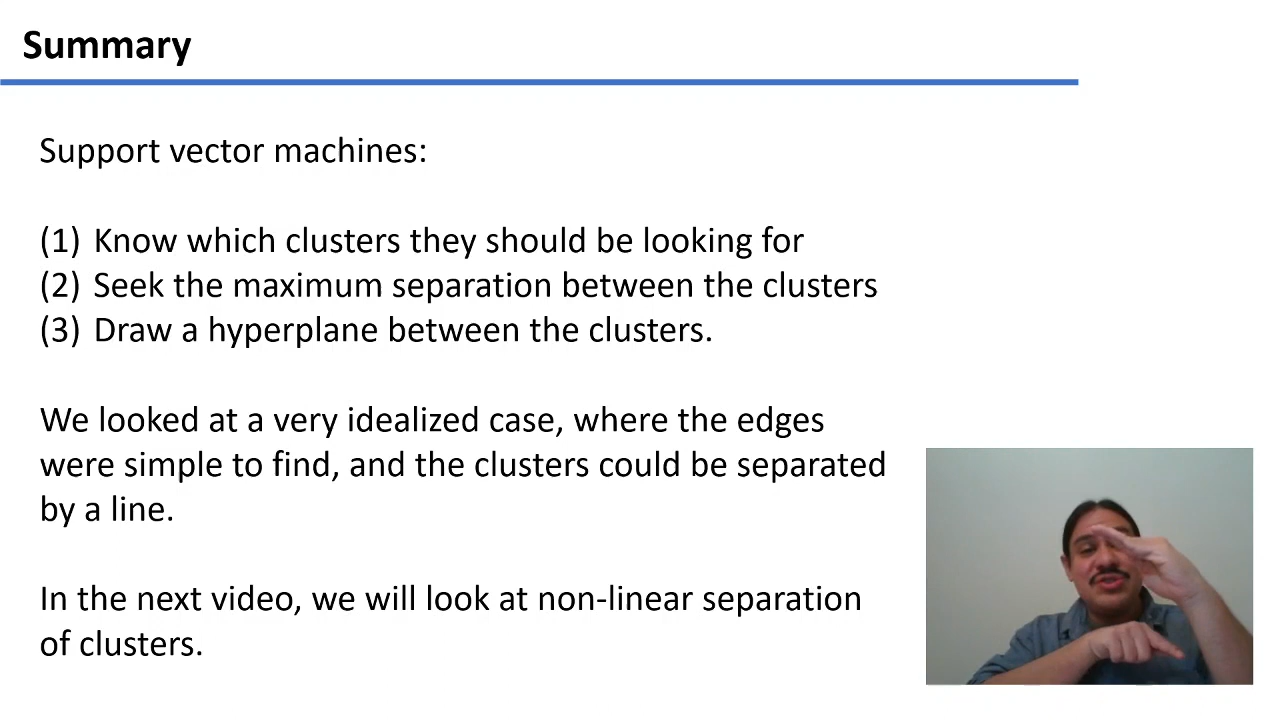 Summary
Support vector machines:
(1) Know which clusters they should be looking for
(2) Seek the maximum separation between the clusters
(3) Draw a hyperplane between the clusters.
We looked at a very idealized case, where the edges
were simple to find, and the clusters could be separated
by a line.
In the next video, we will look at non-linear separation
of clusters.